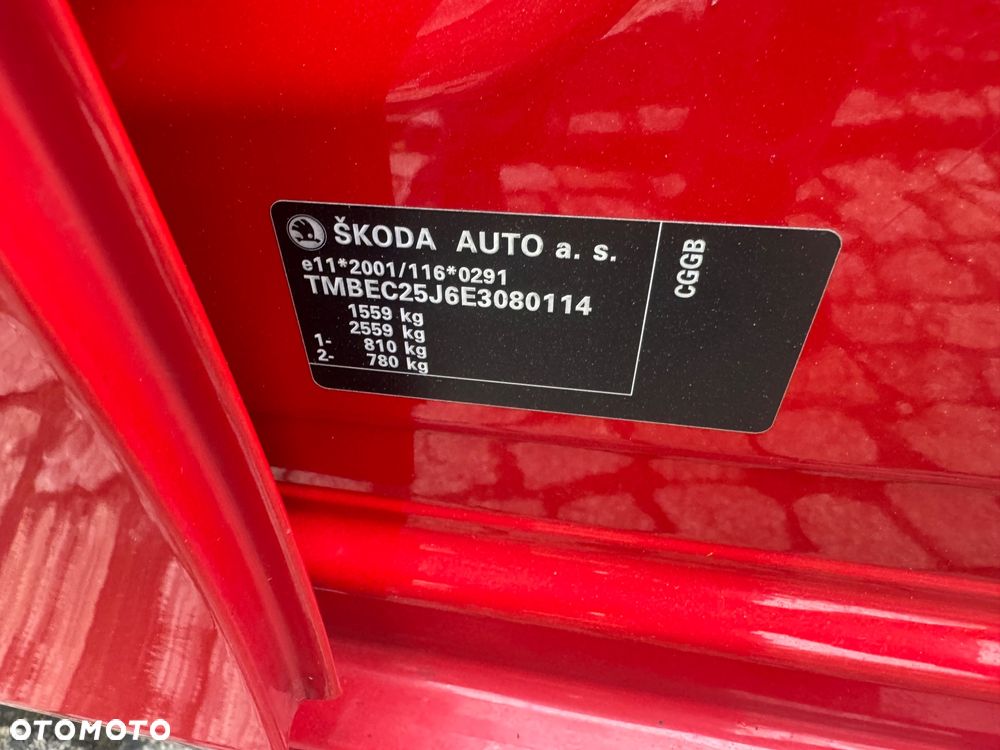 ŠKODA AUTO a. s.
e11*2001/116*0291
TMBEC25J6E3080114
1559 kg
2559 kg
1- 810 kg
2- 780 kg
CGGB
OTOMOTO